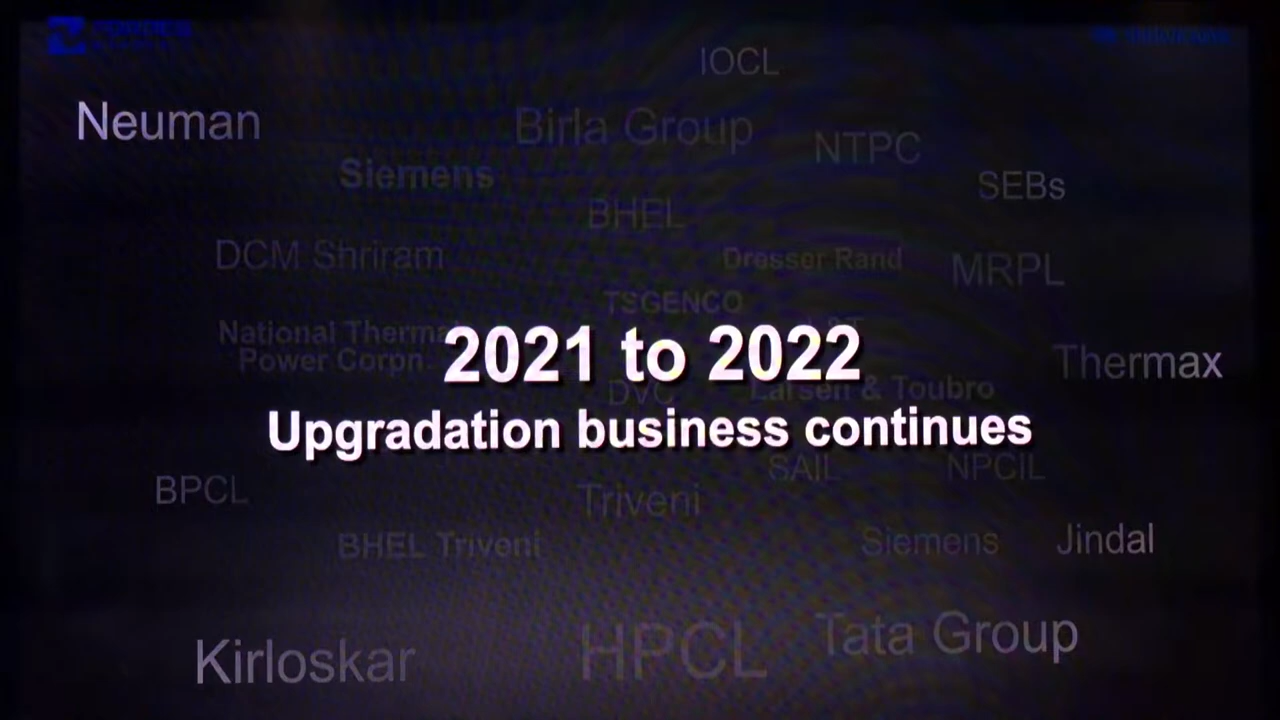 IOCL
Neuman
Birla Group
NTPC
Siemens
SEBs
BHEL
DCM Shriram
Dresser Rand
MRPL
TSGENCO
National Thermal
Power Corpn.
2021 to 2022
Thermax
DVC
Larsen & Toubro
Upgradation business continues
SAIL
NPCIL
BPCL
Triveni
BHEL Triveni
Siemens
Jindal
Kirloskar
HPCL
Tata Group